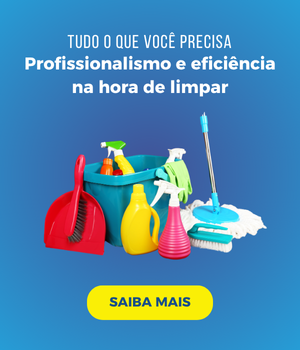 TUDO O QUE VOCÊ PRECISA
Profissionalismo e eficiência
na hora de limpar
SAIBA MAIS